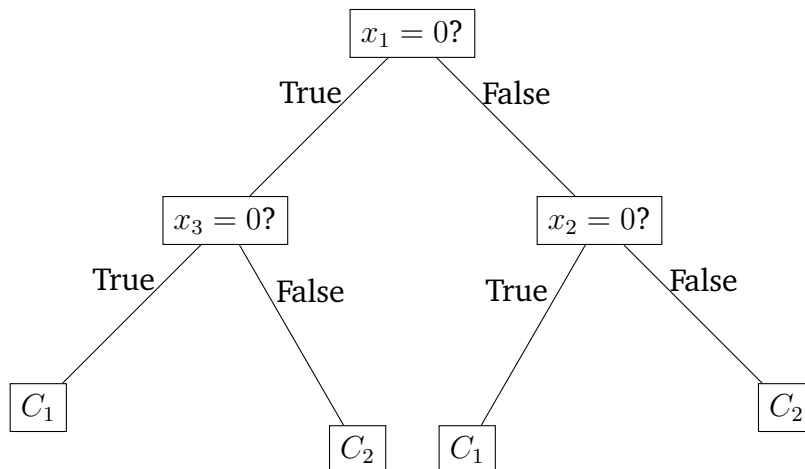 x₁ = 0?
True
False
x₃ = 0?
x₂ = 0?
True
False
True
False
C₁
C₂
C₁
C₂